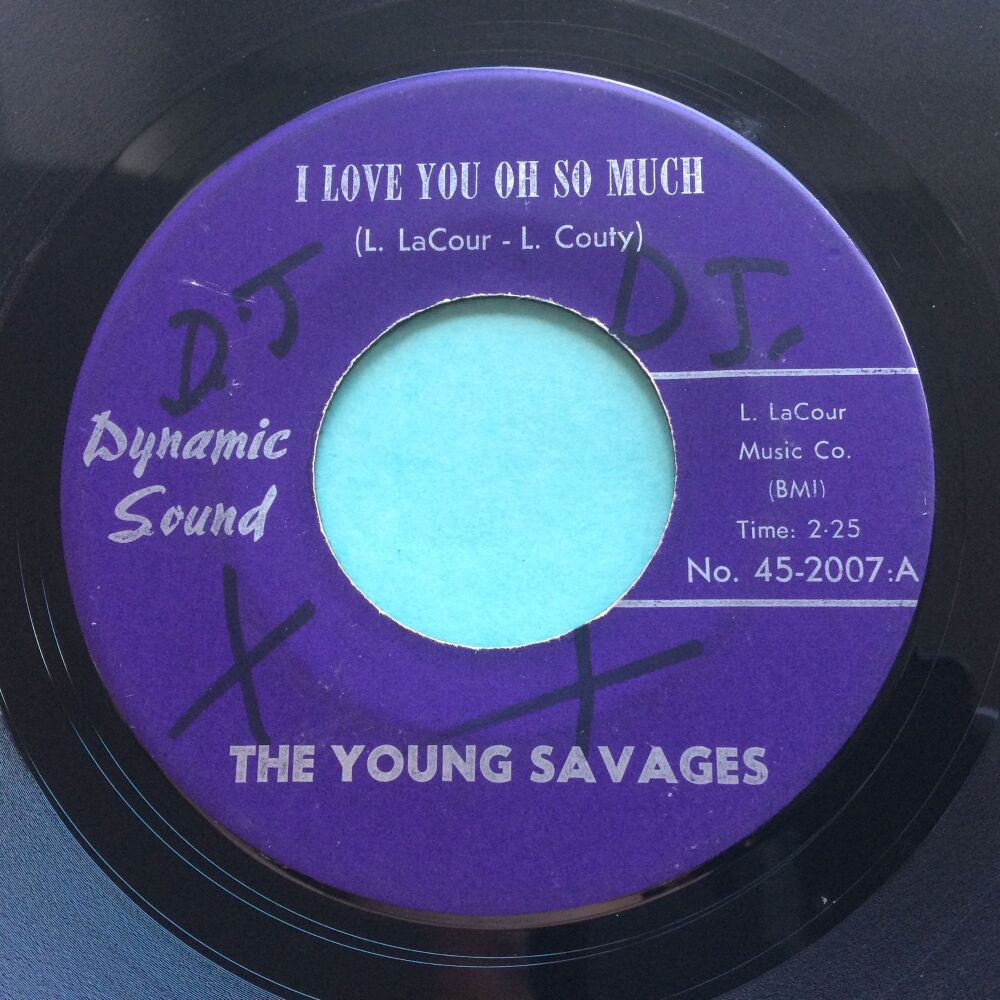 I LOVE YOU OH SO MUCH
(L. LaCour - L. Couty)
D.J
DJ.
Dynamic
Sound
L. LaCour
Music Co.
(BMI)
Time: 2·25
No. 45-2007:A
X
X
THE YOUNG SAVAGES